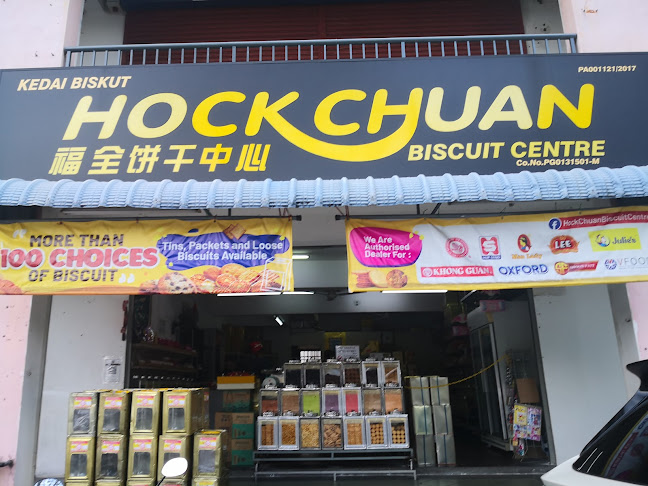 KEDAI BISKUT
PA001121/2017
HOCK CHUAN
福全饼干中心
BISCUIT CENTRE
Co.No.PG0131501-M
MORE THAN
100 CHOICES
OF BISCUIT
Tins, Packets and Loose
Biscuits Available
We Are
Authorised
Dealer For :
HockChuanBiscuitCentre
LEE
Julie's
KHONG GUAN
OXFORD